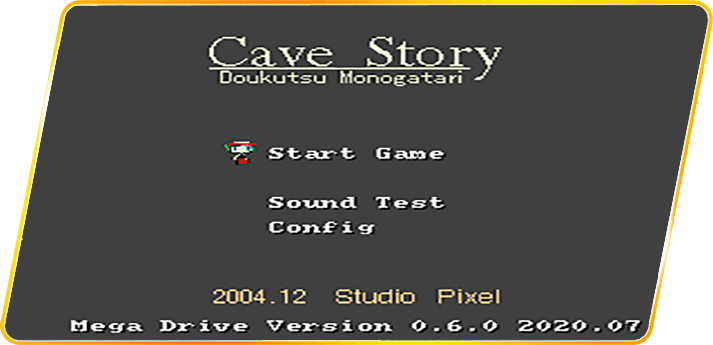 Cave Story
Doukutsu Monogatari
Start Game
Sound Test
Config
2004.12 Studio Pixel
Mega Drive Version 0.6.0 2020.07